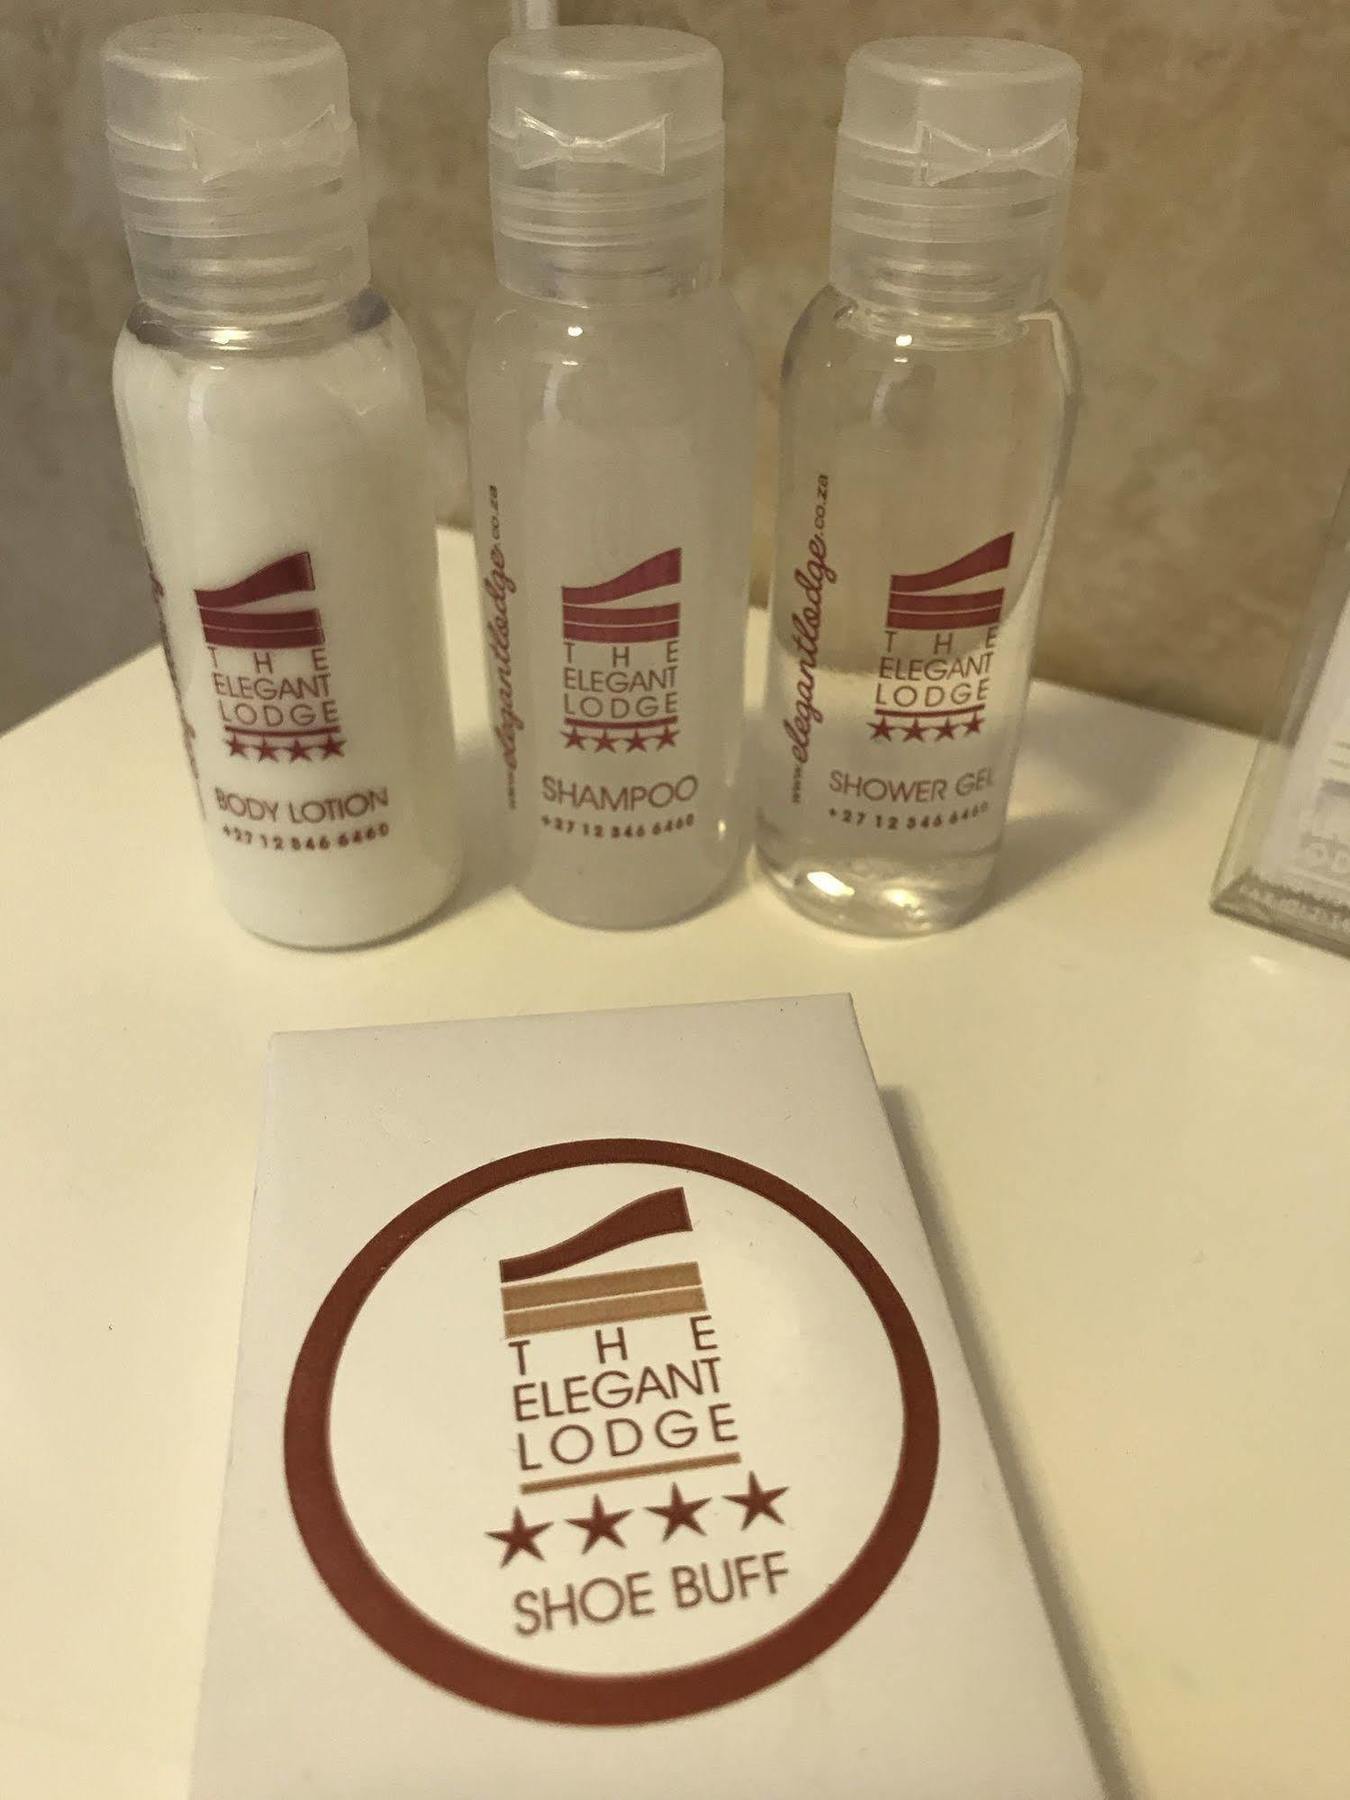 THE
ELEGANT
LODGE
BODY LOTION
+27 12 346 6460
www.elegantlodge.co.za
THE
ELEGANT
LODGE
SHAMPOO
+27 12 346 6460
www.elegantlodge.co.za
THE
ELEGANT
LODGE
SHOWER GEL
+27 12 346 6460
THE
ELEGANT
LODGE
SHOE BUFF